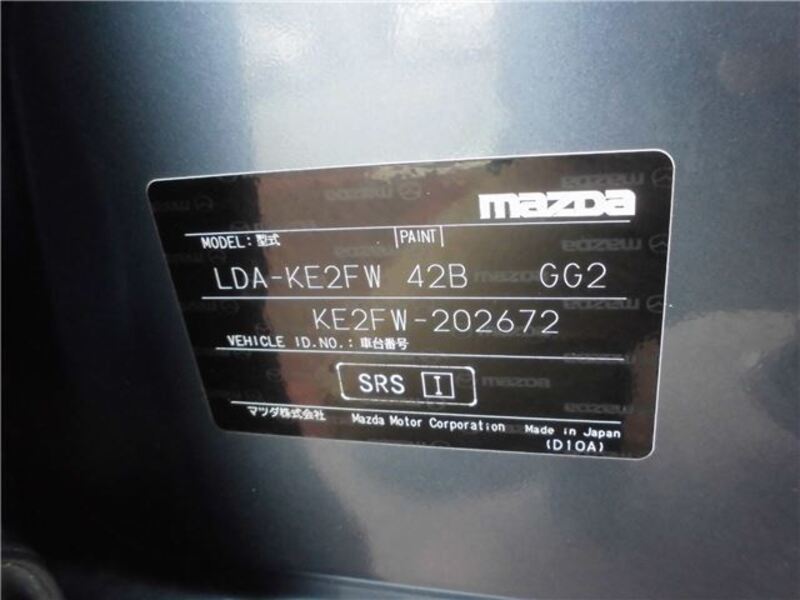 mazda
MODEL:型式 PAINT
LDA-KE2FW 42B GG2
KE2FW-202672
VEHICLE ID.NO.:車台番号
SRS I
マツダ株式会社 Mazda Motor Corporation Made in Japan
(D10A)